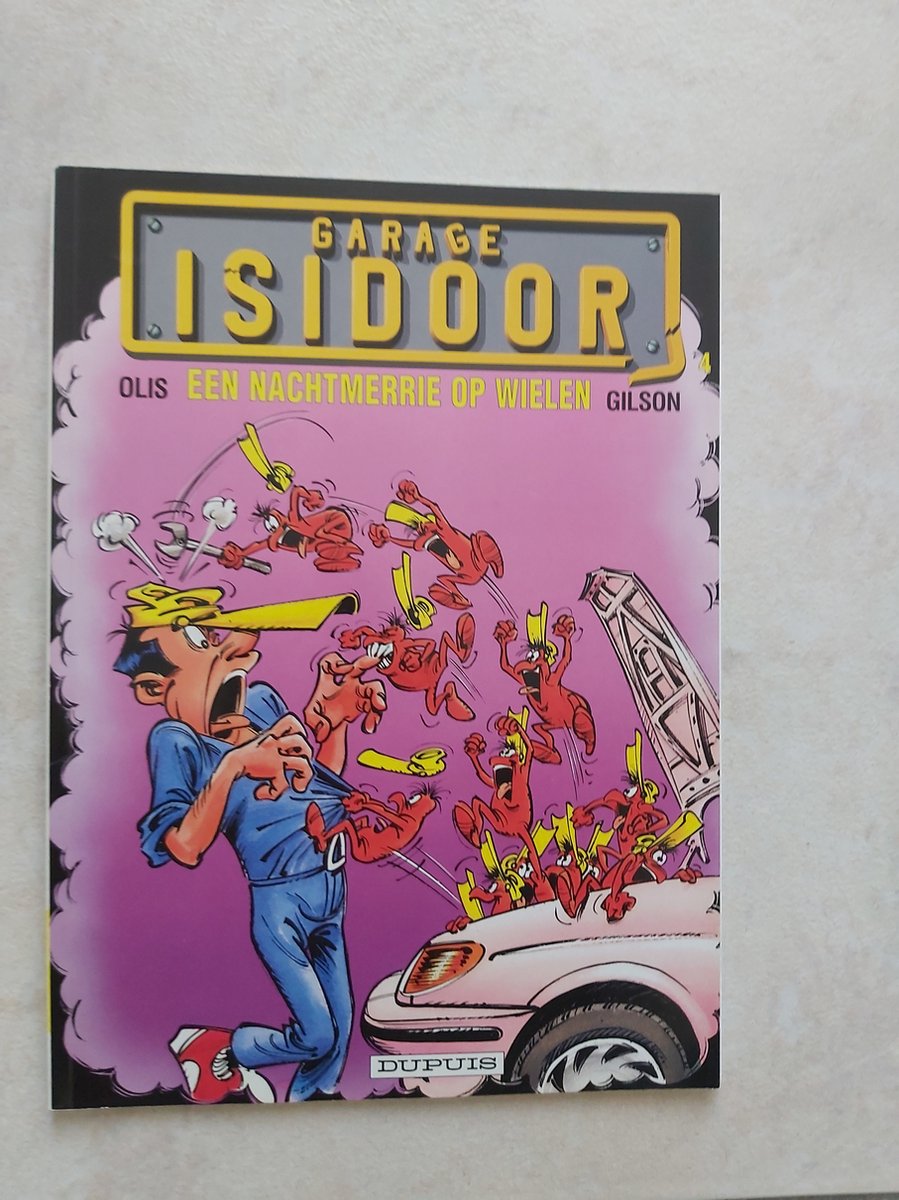 GARAGE
ISIDOOR
4
OLIS EEN NACHTMERRIE OP WIELEN GILSON
DUPUIS